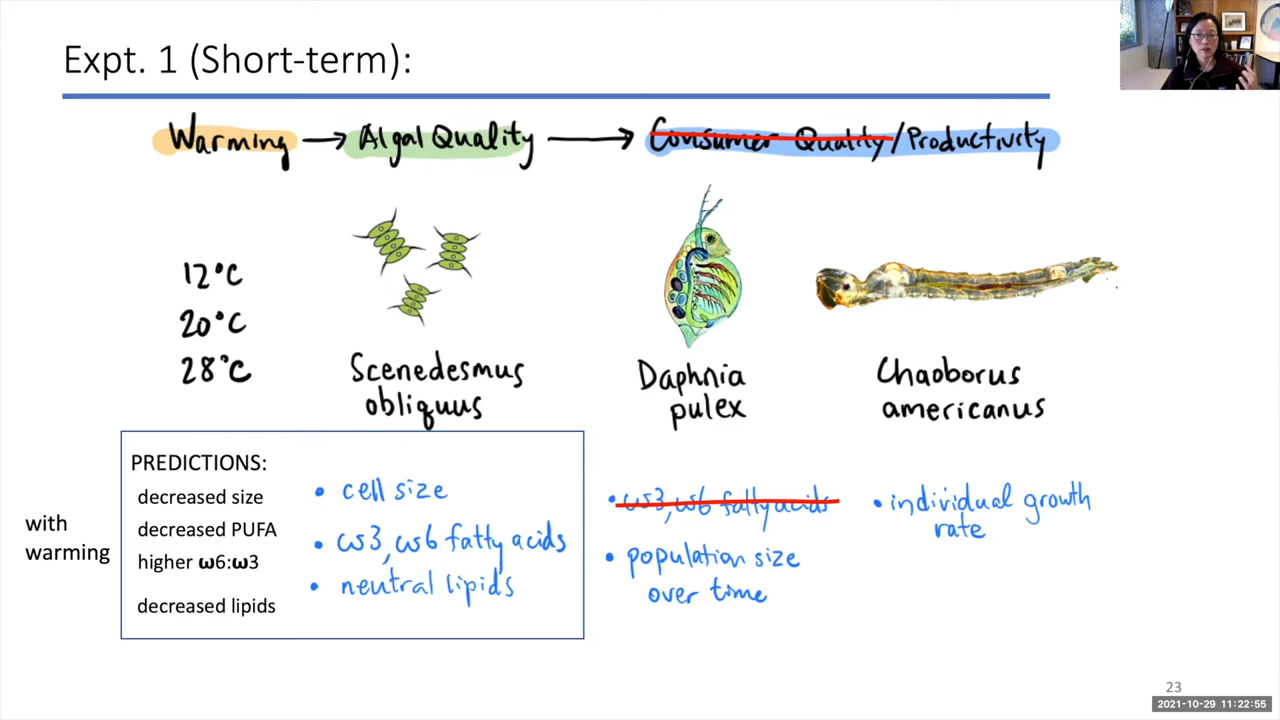 Expt. 1 (Short-term):
Warming → Algal Quality → Consumer Quality/Productivity
12°C
20°C
28°C
Scenedesmus
obliquus
Daphnia
pulex
Chaoborus
americanus
with
warming
PREDICTIONS:
decreased size
decreased PUFA
higher ω6:ω3
decreased lipids
• cell size
• ω3, ω6 fatty acids
• neutral lipids
• ω3, ω6 fatty acids
• population size
over time
• individual growth
rate
23
2021-10-29 11:22:55